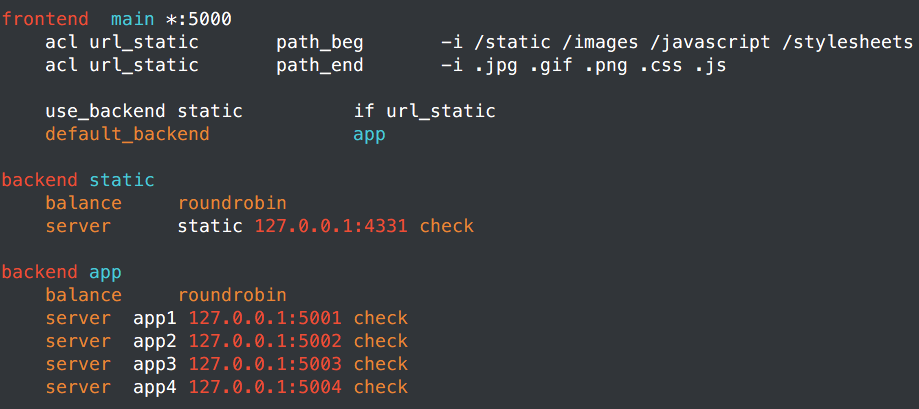 frontend  main *:5000
    acl url_static       path_beg       -i /static /images /javascript /stylesheets
    acl url_static       path_end       -i .jpg .gif .png .css .js

    use_backend static          if url_static
    default_backend             app

backend static
    balance     roundrobin
    server      static 127.0.0.1:4331 check

backend app
    balance     roundrobin
    server  app1 127.0.0.1:5001 check
    server  app2 127.0.0.1:5002 check
    server  app3 127.0.0.1:5003 check
    server  app4 127.0.0.1:5004 check